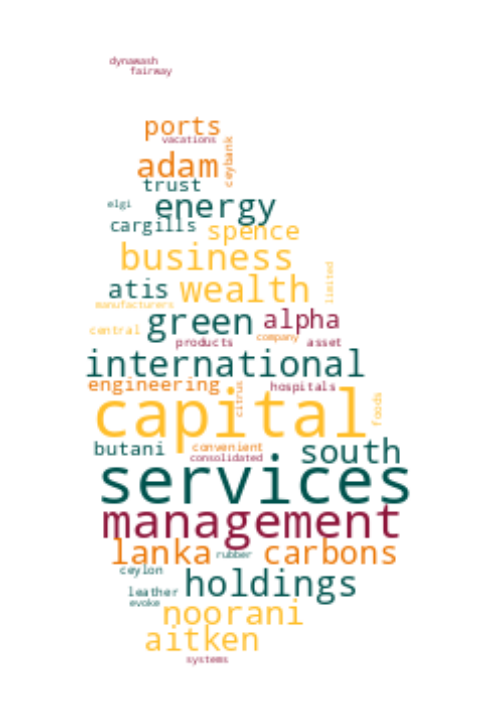 dynawash
fairway
ports
vacations
ceybank
adam
trust
elgi
energy
cargills
spence
business
limited
atis
wealth
manufacturers
green
alpha
central
company
products
asset
international
engineering
citrus
hospitals
capital
foods
butani
convenient
south
consolidated
services
management
lanka
rubber
carbons
ceylon
holdings
leather
evoke
noorani
aitken
systems